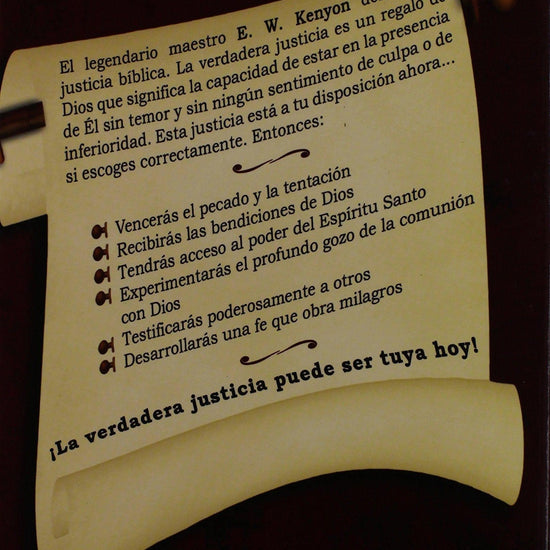 El legendario maestro E. W. Kenyon
justicia bíblica. La verdadera justicia es un regalo de
Dios que significa la capacidad de estar en la presencia
de Él sin temor y sin ningún sentimiento de culpa o de
inferioridad. Esta justicia está a tu disposición ahora...
si escoges correctamente. Entonces:
Vencerás el pecado y la tentación
Recibirás las bendiciones de Dios
Tendrás acceso al poder del Espíritu Santo
Experimentarás el profundo gozo de la comunión
con Dios
Testificarás poderosamente a otros
Desarrollarás una fe que obra milagros
¡La verdadera justicia puede ser tuya hoy!